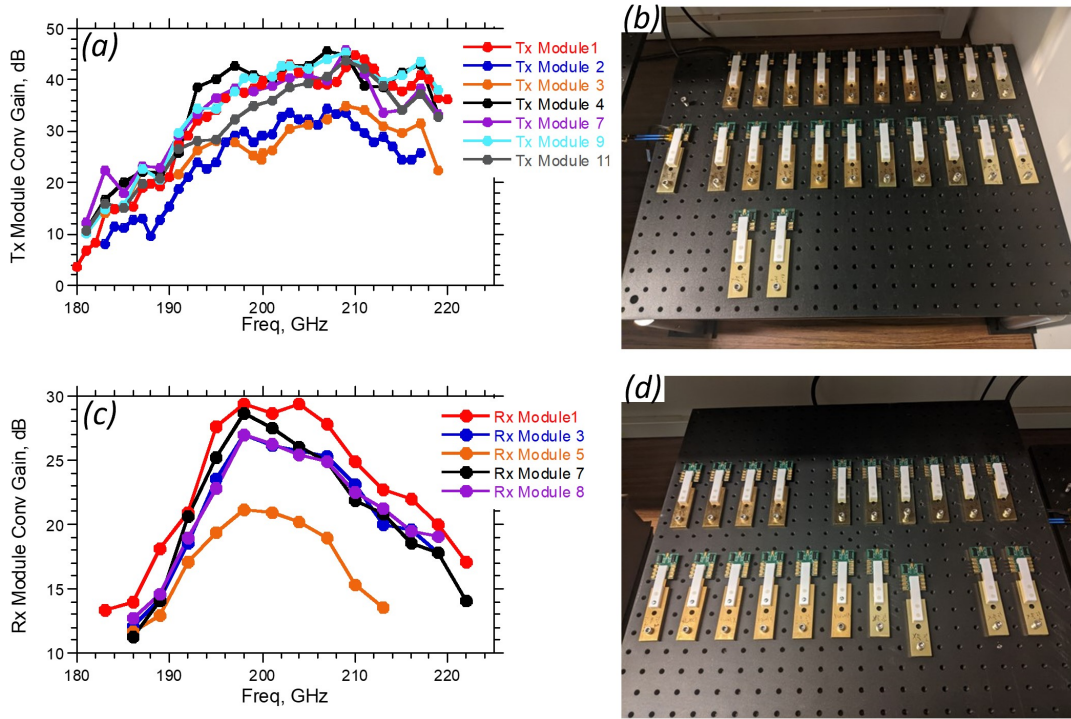 (a)
Tx Module Conv Gain, dB
50
40
30
20
10
0
180
190
200
210
220
Freq, GHz
Tx Module1
Tx Module 2
Tx Module 3
Tx Module 4
Tx Module 7
Tx Module 9
Tx Module 11
(b)
(c)
Rx Module Conv Gain, dB
30
25
20
15
10
180
190
200
210
220
Freq, GHz
Rx Module1
Rx Module 3
Rx Module 5
Rx Module 7
Rx Module 8
(d)